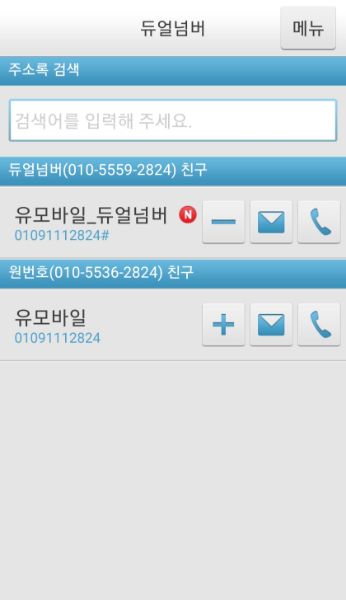 듀얼넘버
메뉴
주소록 검색
검색어를 입력해 주세요.
듀얼넘버(010-5559-2824) 친구
유모바일_듀얼넘버 N
01091112824#
원번호(010-5536-2824) 친구
유모바일
01091112824